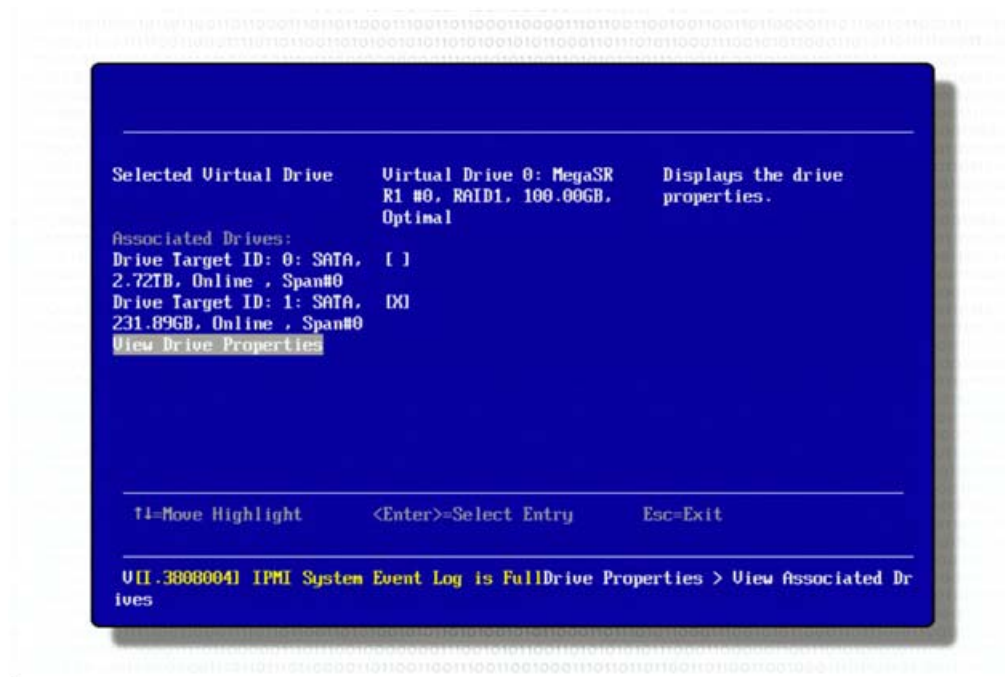 Selected Virtual Drive
Virtual Drive 0: MegaSR
R1 #0, RAID1, 100.00GB,
Optimal
Displays the drive
properties.
Associated Drives:
Drive Target ID: 0: SATA, [ ]
2.72TB, Online , Span#0
Drive Target ID: 1: SATA, [X]
231.89GB, Online , Span#0
View Drive Properties
↑↓=Move Highlight
<Enter>=Select Entry
Esc=Exit
V[I.3808004] IPMI System Event Log is FullDrive Properties > View Associated Dr
ives